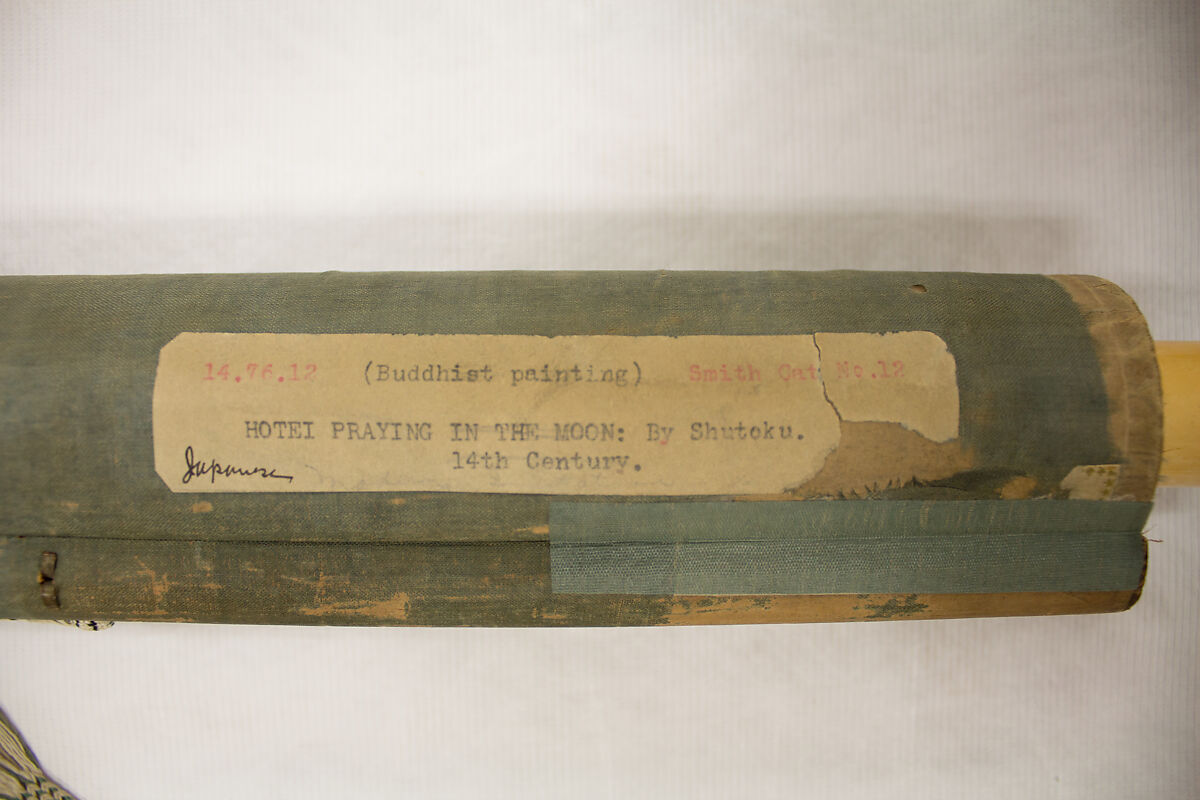 14.76.12 (Buddhist painting) Smith Cat No.12
HOTEI PRAYING IN THE MOON: By Shutoku.
14th Century.
Japanese